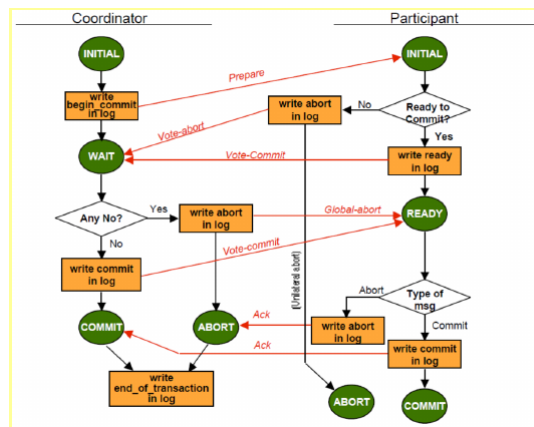 Coordinator
Participant
INITIAL
INITIAL
Prepare
write
begin_commit
in log
write abort
in log
No
Ready to
Commit?
Vote-abort
Yes
WAIT
Vote-Commit
write ready
in log
Any No?
Yes
write abort
in log
Global-abort
READY
No
Vote-commit
write commit
in log
(Unilateral abort)
Abort
Type of
msg
COMMIT
ABORT
Ack
write abort
in log
Commit
Ack
write commit
in log
write
end_of_transaction
in log
ABORT
COMMIT